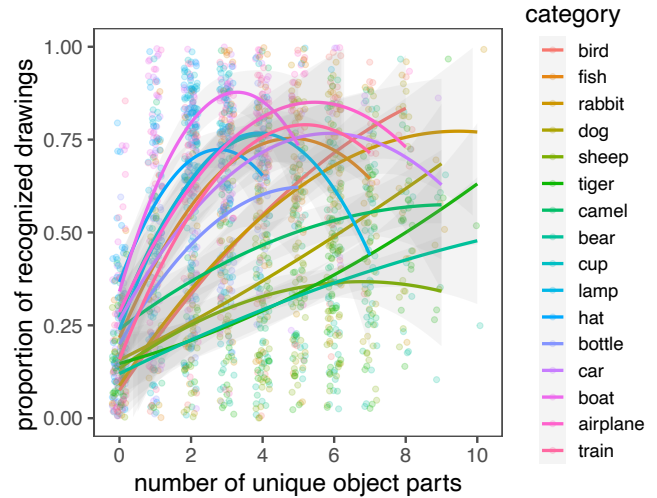 category
1.00
0.75
0.50
0.25
0.00
proportion of recognized drawings
0 2 4 6 8 10
number of unique object parts
bird
fish
rabbit
dog
sheep
tiger
camel
bear
cup
lamp
hat
bottle
car
boat
airplane
train